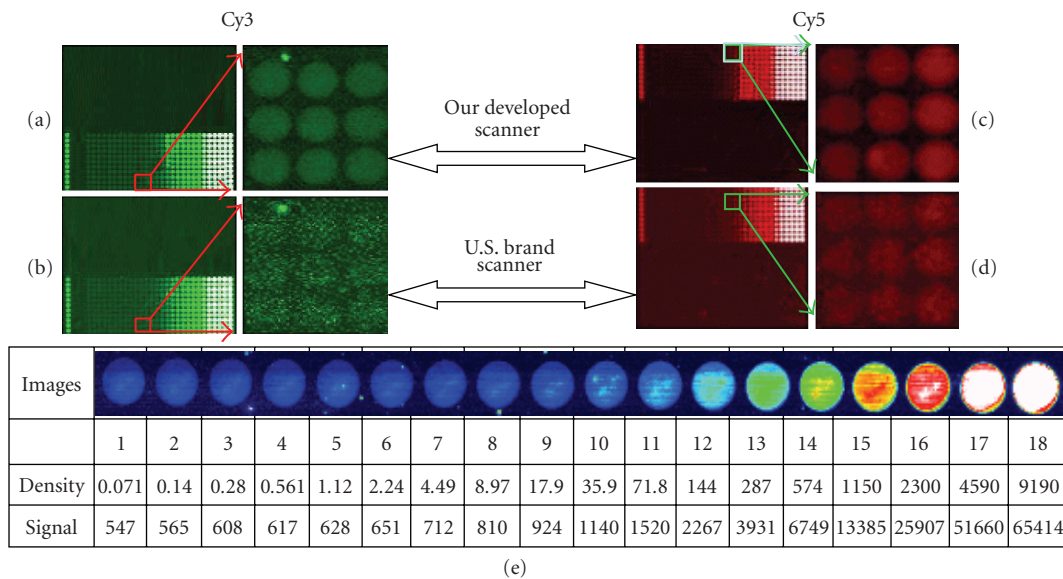 Cy3
Cy5
(a)
Our developed
scanner
(c)
(b)
U.S. brand
scanner
(d)
Images
1 2 3 4 5 6 7 8 9 10 11 12 13 14 15 16 17 18
Density 0.071 0.14 0.28 0.561 1.12 2.24 4.49 8.97 17.9 35.9 71.8 144 287 574 1150 2300 4590 9190
Signal 547 565 608 617 628 651 712 810 924 1140 1520 2267 3931 6749 13385 25907 51660 65414
(e)